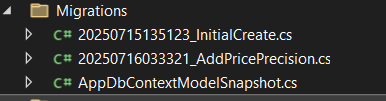 Migrations
C# 20250715135123_InitialCreate.cs
C# 20250716033321_AddPricePrecision.cs
C# AppDbContextModelSnapshot.cs